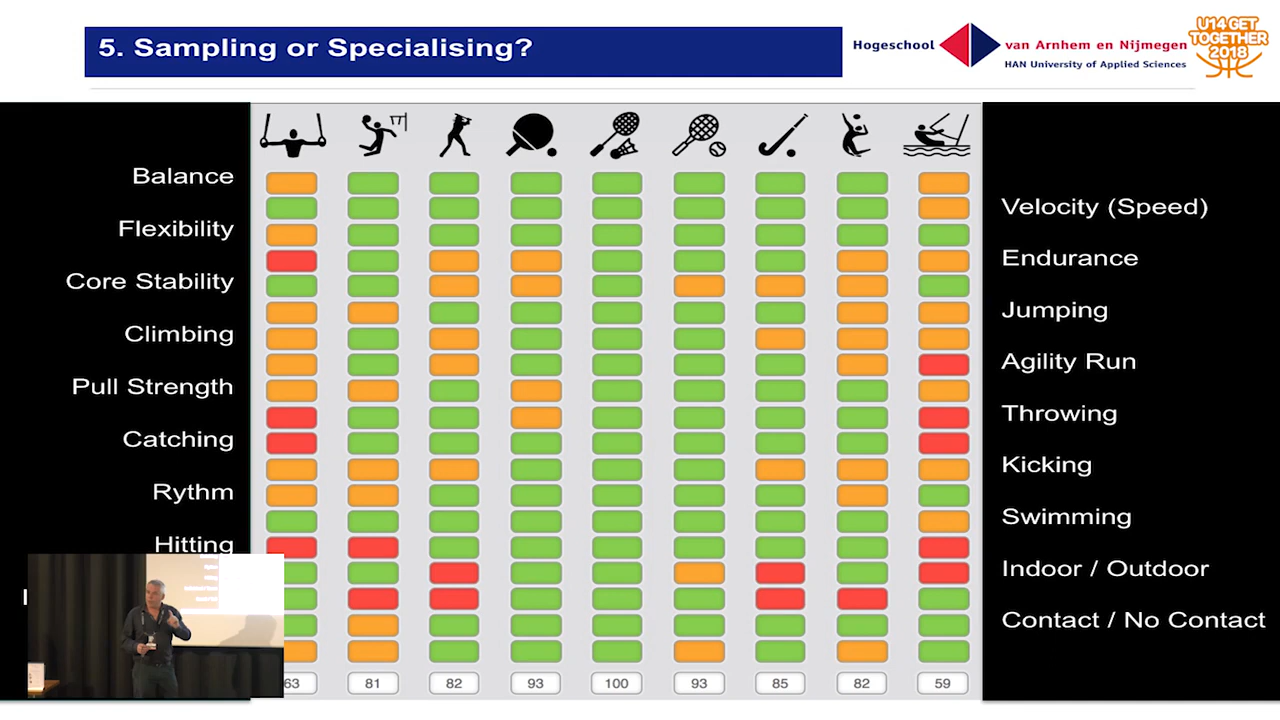 5. Sampling or Specialising?
Hogeschool van Arnhem en Nijmegen
HAN University of Applied Sciences
U14 GET
TOGETHER
2018
Balance
Velocity (Speed)
Flexibility
Endurance
Core Stability
Jumping
Climbing
Agility Run
Pull Strength
Throwing
Catching
Kicking
Rythm
Swimming
Hitting
Indoor / Outdoor
Contact / No Contact
63 81 82 93 100 93 85 82 59